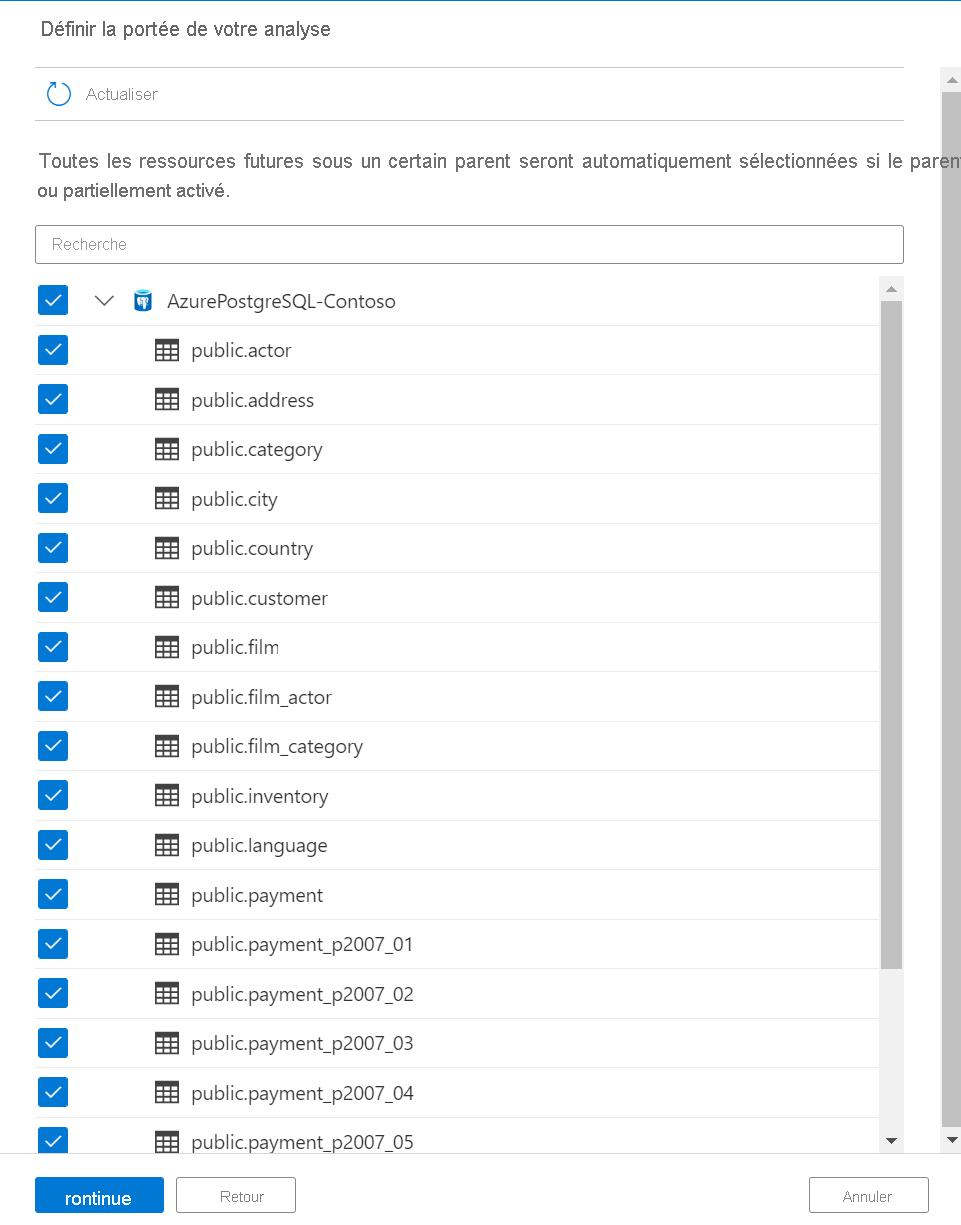 Définir la portée de votre analyse
Actualiser
Toutes les ressources futures sous un certain parent seront automatiquement sélectionnées si le paren
ou partiellement activé.
Recherche
AzurePostgreSQL-Contoso
public.actor
public.address
public.category
public.city
public.country
public.customer
public.film
public.film_actor
public.film_category
public.inventory
public.language
public.payment
public.payment_p2007_01
public.payment_p2007_02
public.payment_p2007_03
public.payment_p2007_04
public.payment_p2007_05
rontinue
Retour
Annuler